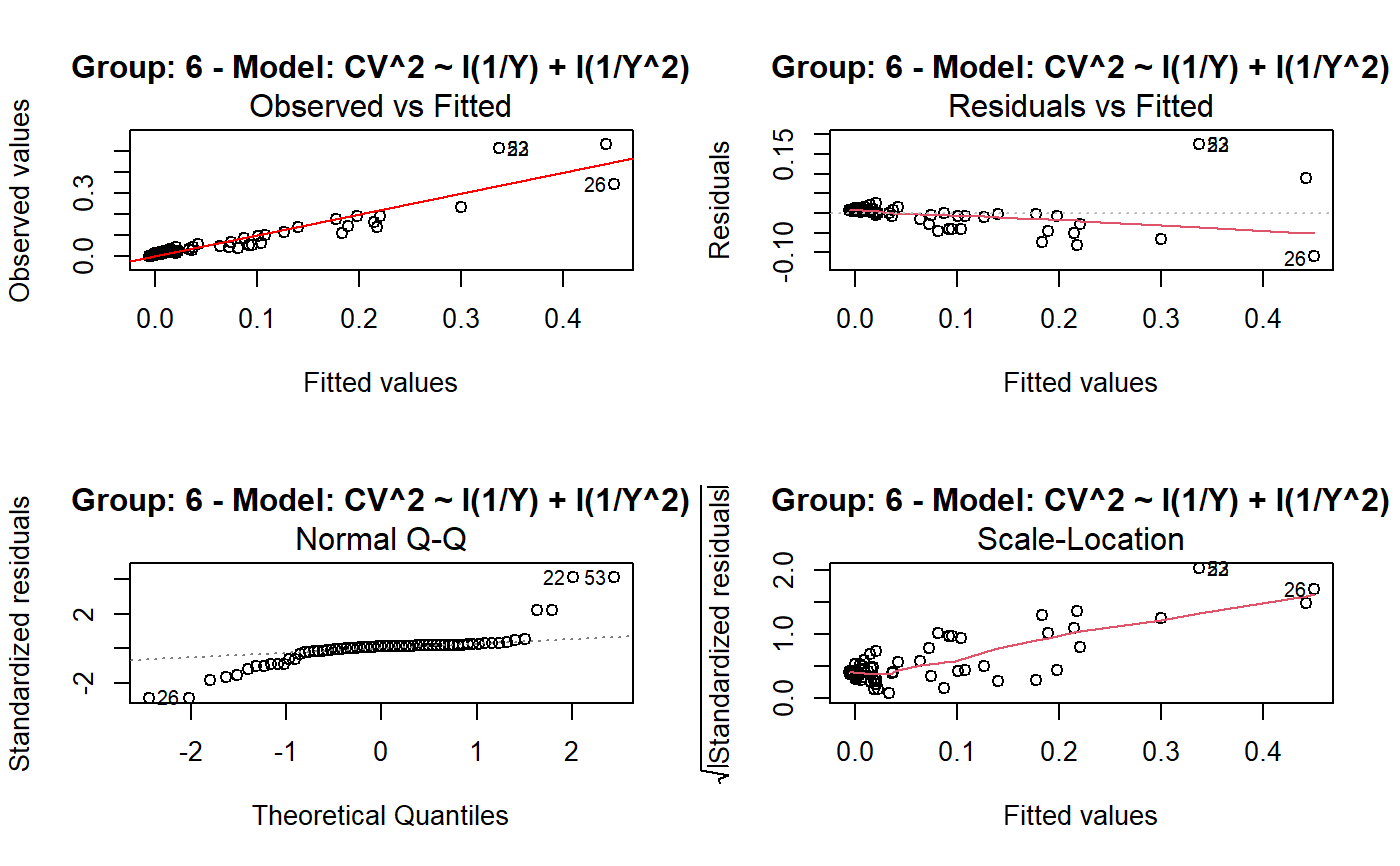 Group: 6 - Model: CV^2 ~ I(1/Y) + I(1/Y^2)
Observed vs Fitted
Observed values
0.0 0.3
53
22
26
0.0 0.1 0.2 0.3 0.4
Fitted values
Group: 6 - Model: CV^2 ~ I(1/Y) + I(1/Y^2)
Residuals vs Fitted
Residuals
-0.10 0.15
53
22
26
0.0 0.1 0.2 0.3 0.4
Fitted values
Group: 6 - Model: CV^2 ~ I(1/Y) + I(1/Y^2)
Normal Q-Q
Standardized residuals
-2 2
22 53
26
-2 -1 0 1 2
Theoretical Quantiles
Group: 6 - Model: CV^2 ~ I(1/Y) + I(1/Y^2)
Scale-Location
√|Standardized residuals|
0.0 1.0 2.0
53
22
26
0.0 0.1 0.2 0.3 0.4
Fitted values